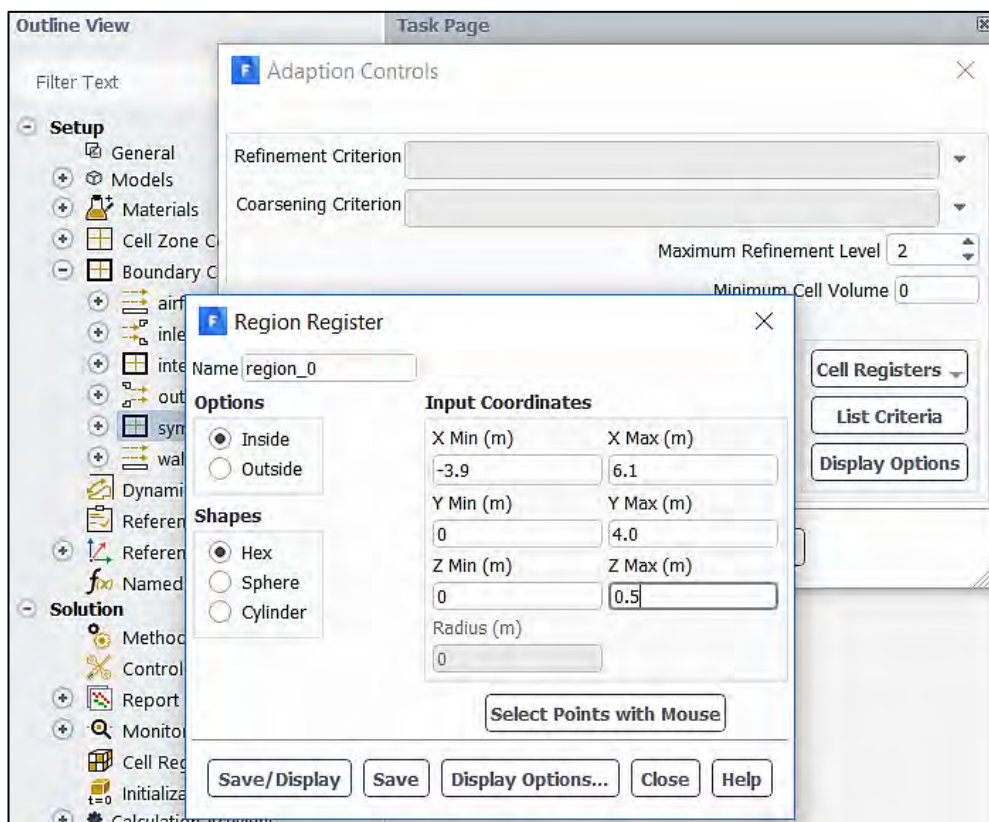 Outline View
Task Page
Filter Text
Setup
General
Models
Materials
Cell Zone C
Boundary C
airf
inle
inte
out
sym
wal
Dynami
Referen
Referen
f(x) Named
Solution
Method
Control
Report
Monitor
Cell Reg
t=0 Initializa
F Adaption Controls
Refinement Criterion
Coarsening Criterion
Maximum Refinement Level 2
Minimum Cell Volume 0
Cell Registers
List Criteria
Display Options
F Region Register
Name region_0
Options
Inside
Outside
Shapes
Hex
Sphere
Cylinder
Input Coordinates
X Min (m) X Max (m)
-3.9 6.1
Y Min (m) Y Max (m)
0 4.0
Z Min (m) Z Max (m)
0 0.5
Radius (m)
0
Select Points with Mouse
Save/Display Save Display Options... Close Help